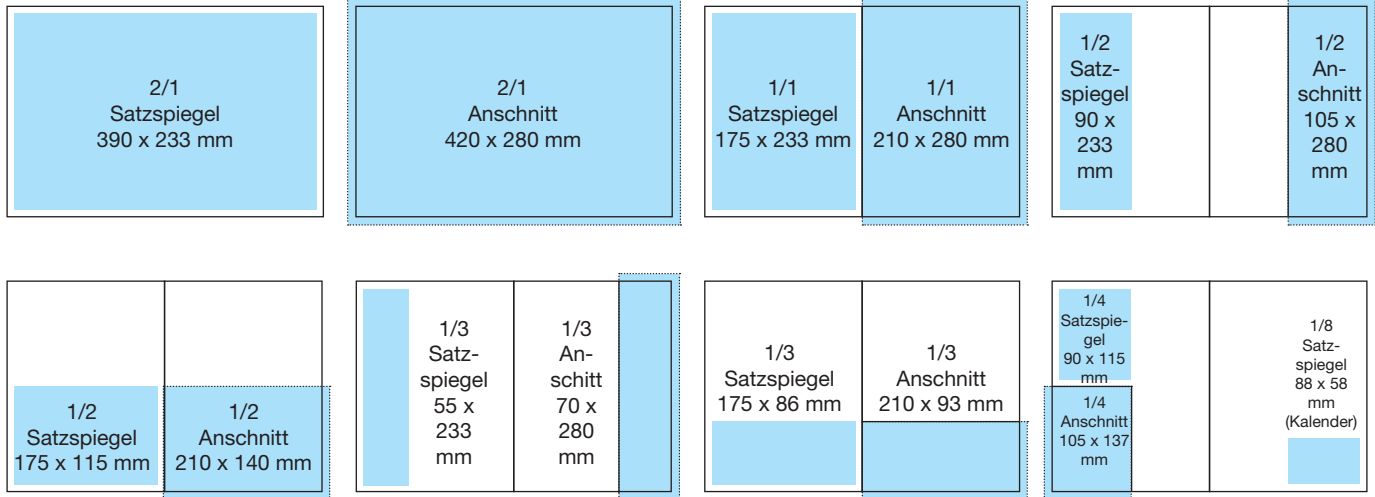 2/1
Satzspiegel
390 x 233 mm
2/1
Anschnitt
420 x 280 mm
1/1
Satzspiegel
175 x 233 mm
1/1
Anschnitt
210 x 280 mm
1/2
Satz-
spiegel
90 x
233
mm
1/2
An-
schnitt
105 x
280
mm
1/2
Satzspiegel
175 x 115 mm
1/2
Anschnitt
210 x 140 mm
1/3
Satz-
spiegel
55 x
233
mm
1/3
An-
schitt
70 x
280
mm
1/3
Satzspiegel
175 x 86 mm
1/3
Anschnitt
210 x 93 mm
1/4
Satzspie-
gel
90 x 115
mm
1/4
Anschnitt
105 x 137
mm
1/8
Satz-
spiegel
88 x 58
mm
(Kalender)